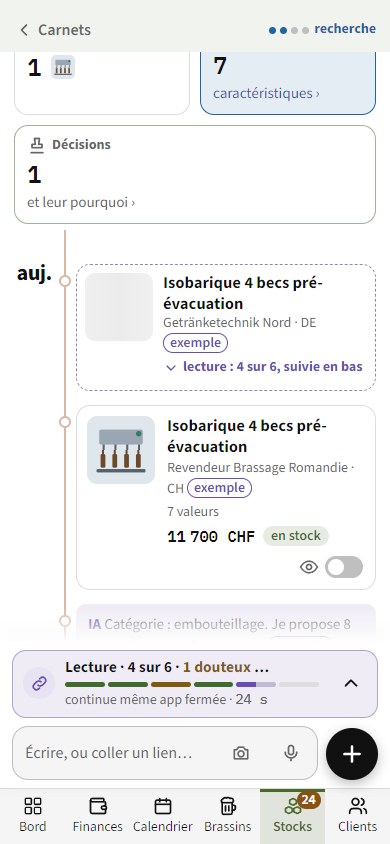 Carnets
recherche
1
7
caractéristiques ›
Décisions
1
et leur pourquoi ›
auj.
Isobarique 4 becs pré-
évacuation
Getränketechnik Nord · DE
exemple
lecture : 4 sur 6, suivie en bas
Isobarique 4 becs pré-
évacuation
Revendeur Brassage Romandie ·
CH exemple
7 valeurs
11 700 CHF en stock
IA Catégorie : embouteillage. Je propose 8
Lecture · 4 sur 6 · 1 douteux ...
continue même app fermée · 24 s
Écrire, ou coller un lien…
24
Bord Finances Calendrier Brassins Stocks Clients